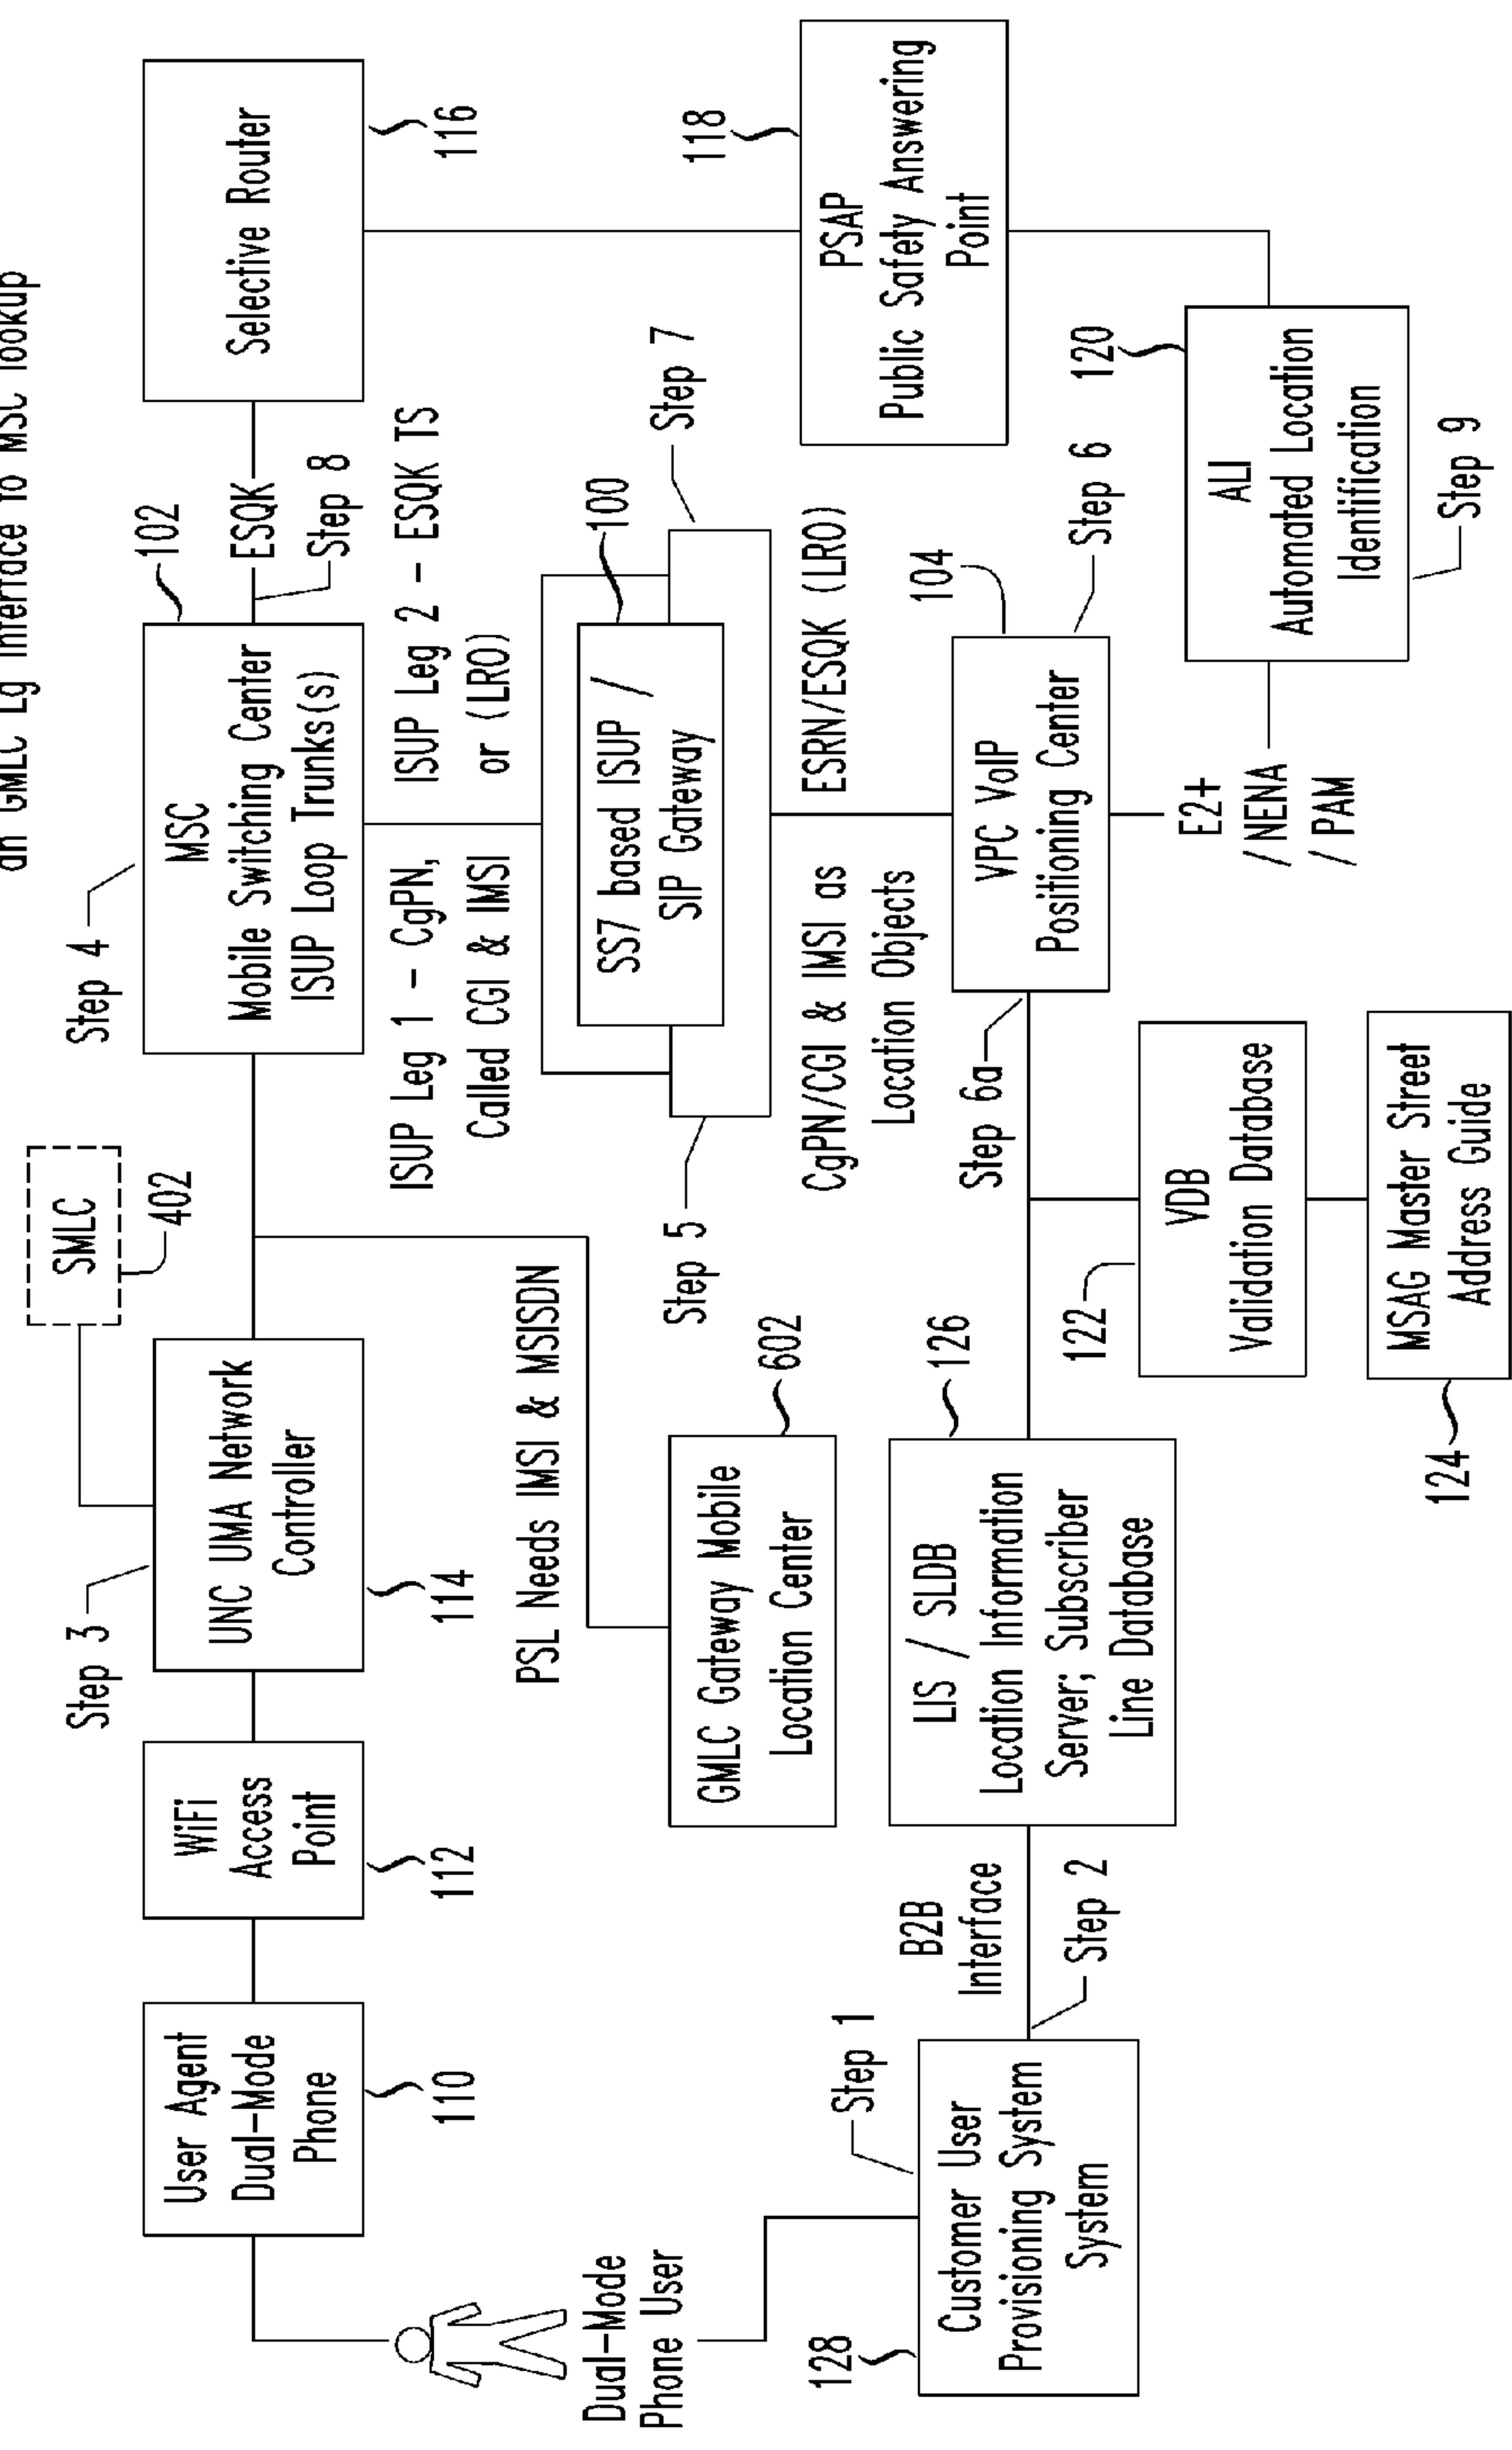 an GMLC Lg Interface to MSC lookup
SMLC
402
Step 3
Step 4
User Agent
Dual-Mode
Phone
110
WiFi
Access
Point
112
UNC UMA Network
Controller
114
MSC
Mobile Switching Center
ISUP Loop Trunks(s)
102
ESQK
Step 8
Selective Router
116
Dual-Mode
Phone User
PSL Needs IMSI & MSISDN
ISUP Leg 1 - CgPN,
Called CGI & IMSI
ISUP Leg 2 - ESQK TS
or (LRO)
GMLC Gateway Mobile
Location Center
602
Step 5
SS7 based ISUP /
SIP Gateway
100
Step 7
118
PSAP
Public Safety Answering
Point
CgPN/CGI & IMSI as
Location Objects
ESRN/ESQK (LRO)
128
Step 1
Customer User
Provisioning System
System
B2B
Interface
Step 2
LIS / SLDB
Location Information
Server; Subscriber
Line Database
126
Step 6a
VPC VoIP
Positioning Center
104
Step 6
120
122
VDB
Validation Database
E2+
/ NENA
/ PAM
ALI
Automated Location
Identification
Step 9
124
MSAG Master Street
Address Guide